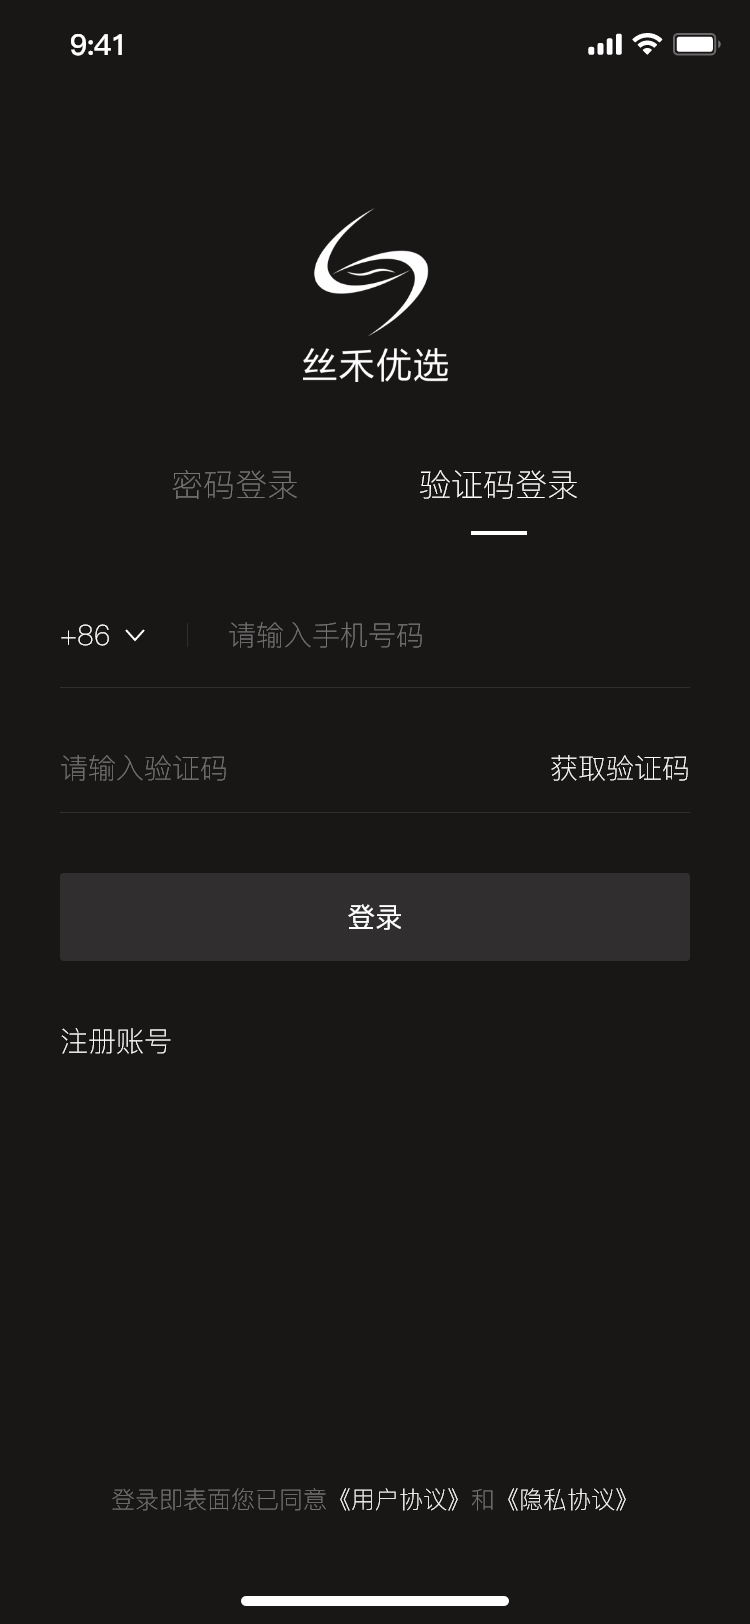 9:41
丝禾优选
密码登录 验证码登录
+86 请输入手机号码
请输入验证码 获取验证码
登录
注册账号
登录即表面您已同意《用户协议》和《隐私协议》